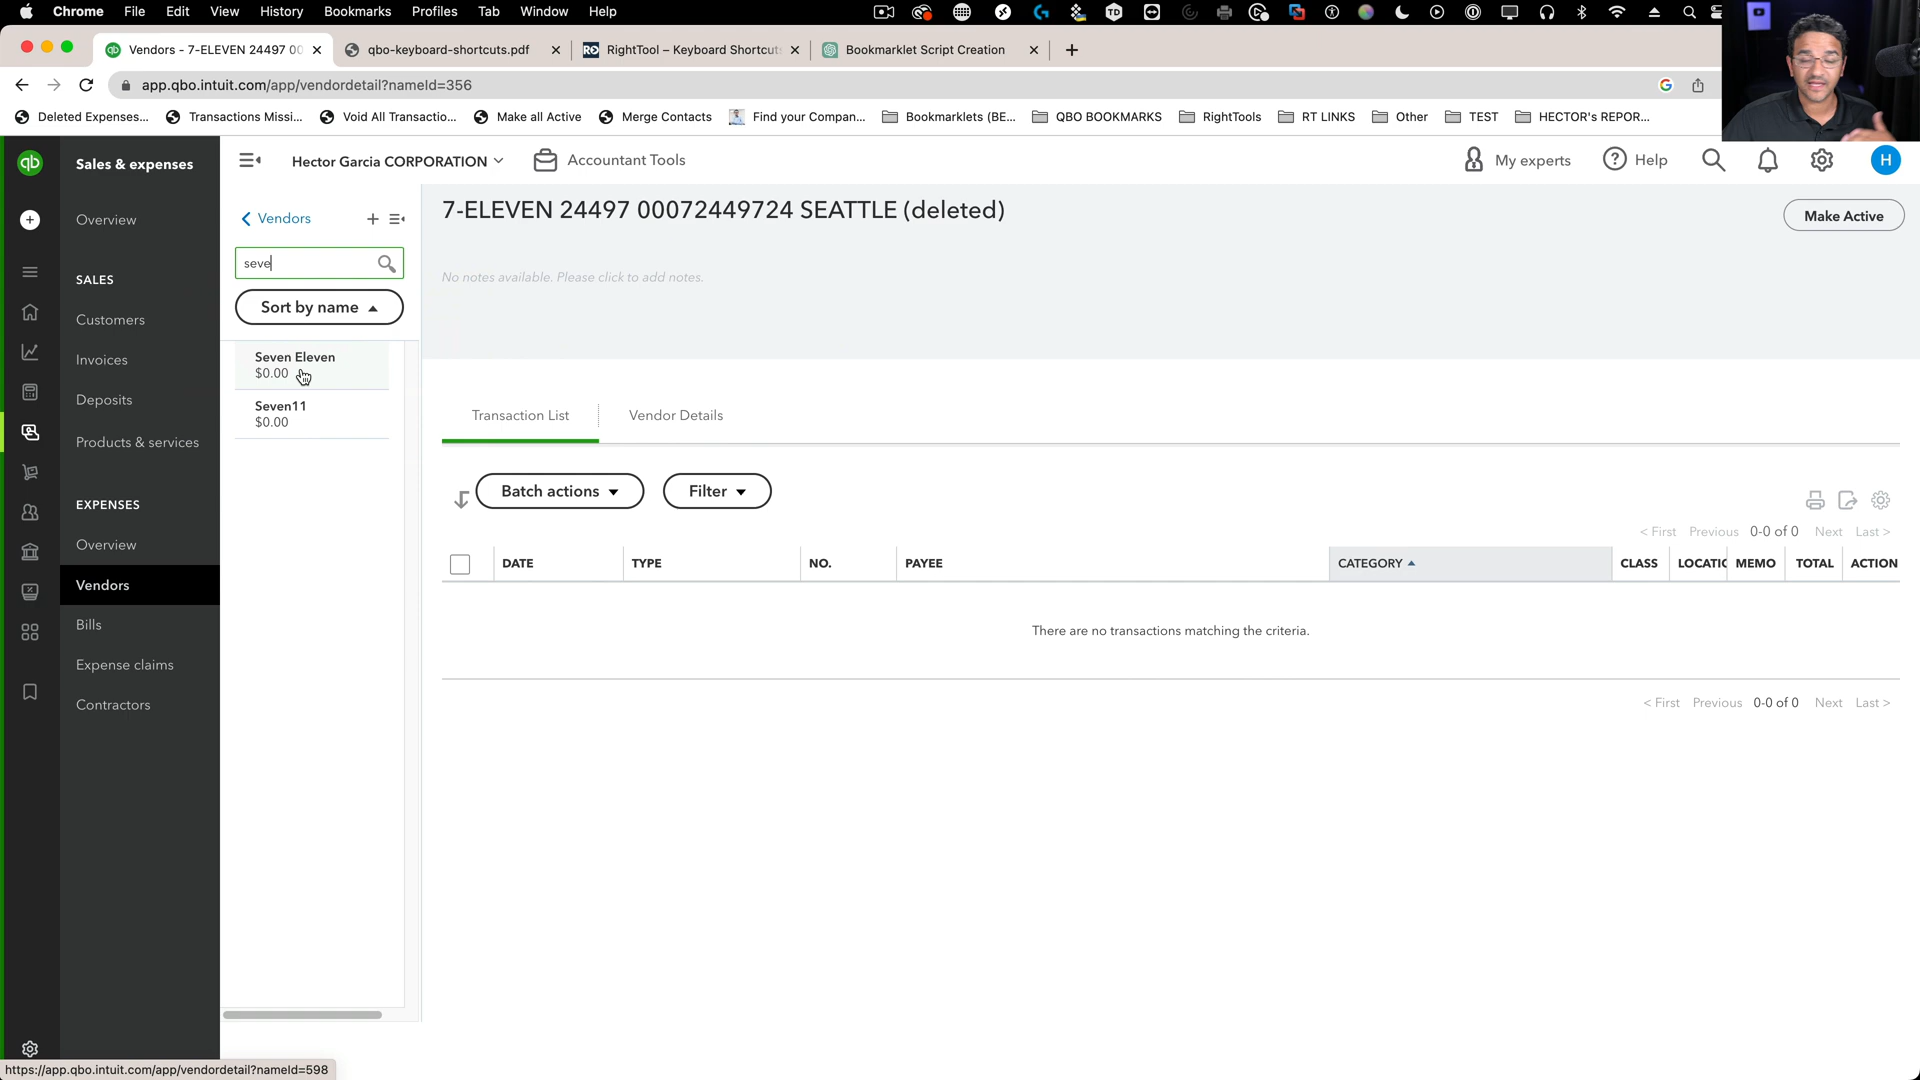 Chrome File Edit View History Bookmarks Profiles Tab Window Help
Vendors - 7-ELEVEN 24497 00
qbo-keyboard-shortcuts.pdf
RightTool – Keyboard Shortcuts
Bookmarklet Script Creation
app.qbo.intuit.com/app/vendordetail?nameId=356
Deleted Expenses... Transactions Missi... Void All Transactio... Make all Active Merge Contacts Find your Compan... Bookmarklets (BE... QBO BOOKMARKS RightTools RT LINKS Other TEST HECTOR's REPOR...
qb
Sales & expenses
Overview
SALES
Customers
Invoices
Deposits
Products & services
EXPENSES
Overview
Vendors
Bills
Expense claims
Contractors
Hector Garcia CORPORATION
Accountant Tools
My experts
Help
H
Vendors
seve
Sort by name
Seven Eleven
$0.00
Seven11
$0.00
7-ELEVEN 24497 00072449724 SEATTLE (deleted)
Make Active
No notes available. Please click to add notes.
Transaction List
Vendor Details
Batch actions
Filter
< First Previous 0-0 of 0 Next Last >
DATE TYPE NO. PAYEE CATEGORY CLASS LOCATIO MEMO TOTAL ACTION
There are no transactions matching the criteria.
< First Previous 0-0 of 0 Next Last >
https://app.qbo.intuit.com/app/vendordetail?nameId=598